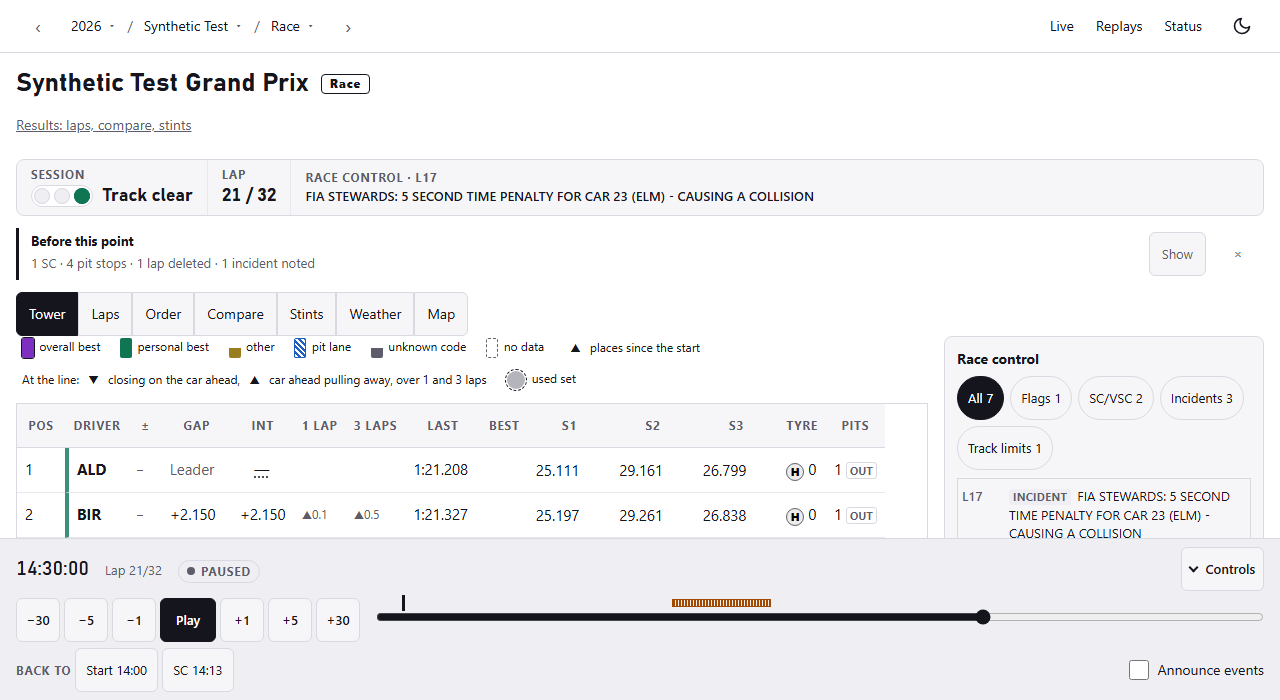 ‹ 2026 / Synthetic Test / Race ›
Live Replays Status
Synthetic Test Grand Prix Race
Results: laps, compare, stints
SESSION
Track clear
LAP
21 / 32
RACE CONTROL · L17
FIA STEWARDS: 5 SECOND TIME PENALTY FOR CAR 23 (ELM) - CAUSING A COLLISION
Before this point
1 SC · 4 pit stops · 1 lap deleted · 1 incident noted
Show ×
Tower Laps Order Compare Stints Weather Map
overall best personal best other pit lane unknown code no data ▲ places since the start
At the line: ▼ closing on the car ahead, ▲ car ahead pulling away, over 1 and 3 laps used set
POS DRIVER ± GAP INT 1 LAP 3 LAPS LAST BEST S1 S2 S3 TYRE PITS
1 ALD – Leader — 1:21.208 25.111 29.161 26.799 H 0 1 OUT
2 BIR – +2.150 +2.150 ▲0.1 ▲0.5 1:21.327 25.197 29.261 26.838 H 0 1 OUT
Race control
All 7 Flags 1 SC/VSC 2 Incidents 3
Track limits 1
L17 INCIDENT FIA STEWARDS: 5 SECOND
TIME PENALTY FOR CAR 23 (ELM) -
CAUSING A COLLISION
14:30:00 Lap 21/32 PAUSED
Controls
−30 −5 −1 Play +1 +5 +30
BACK TO Start 14:00 SC 14:13
Announce events